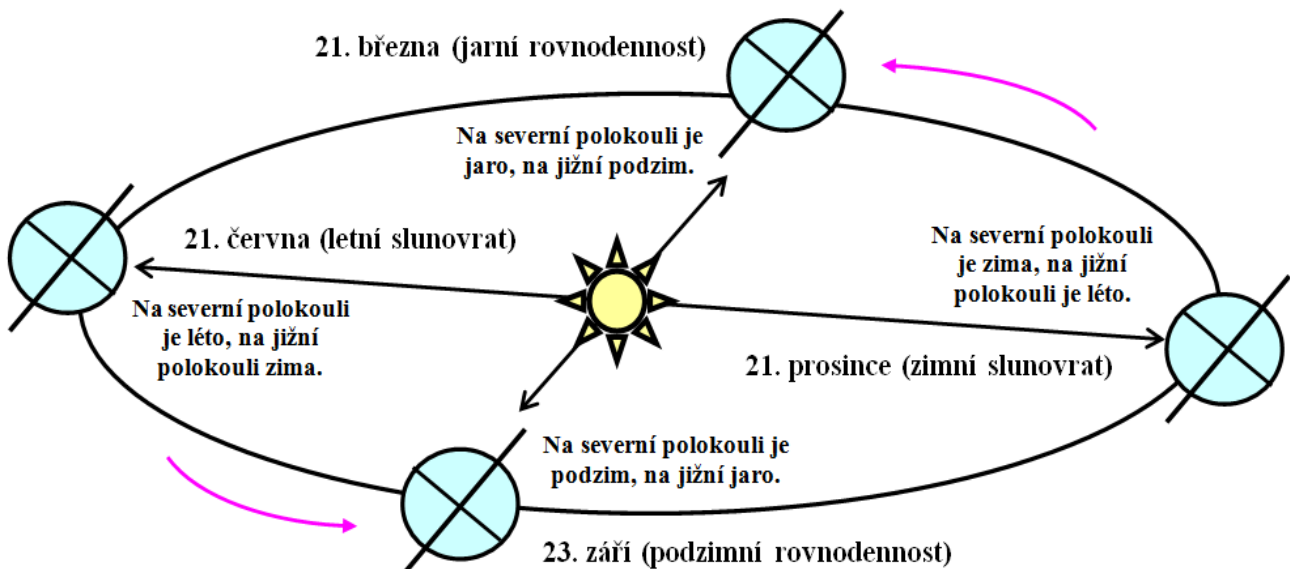 21. března (jarní rovnodennost)
Na severní polokouli je
jaro, na jižní podzim.
21. června (letní slunovrat)
Na severní polokouli
je zima, na jižní
polokouli je léto.
Na severní polokouli
je léto, na jižní
polokouli zima.
21. prosince (zimní slunovrat)
Na severní polokouli je
podzim, na jižní jaro.
23. září (podzimní rovnodennost)